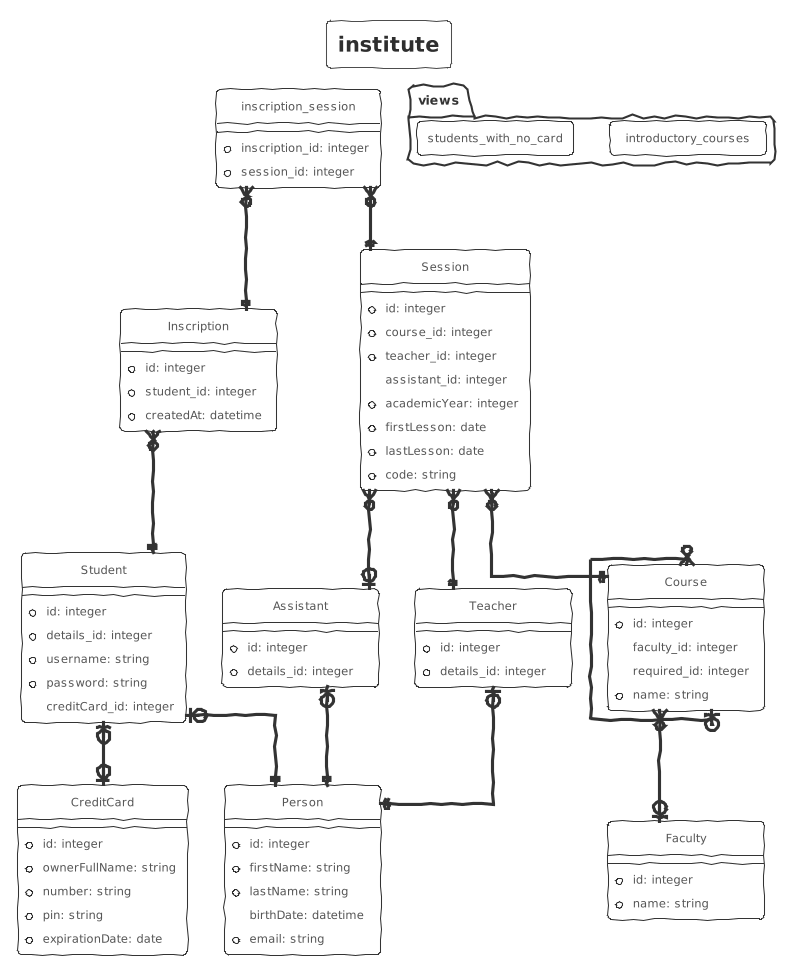 institute
inscription_session
inscription_id: integer
session_id: integer
views
students_with_no_card
introductory_courses
Session
id: integer
course_id: integer
teacher_id: integer
assistant_id: integer
academicYear: integer
firstLesson: date
lastLesson: date
code: string
Inscription
id: integer
student_id: integer
createdAt: datetime
Student
id: integer
details_id: integer
username: string
password: string
creditCard_id: integer
Assistant
id: integer
details_id: integer
Teacher
id: integer
details_id: integer
Course
id: integer
faculty_id: integer
required_id: integer
name: string
CreditCard
id: integer
ownerFullName: string
number: string
pin: string
expirationDate: date
Person
id: integer
firstName: string
lastName: string
birthDate: datetime
email: string
Faculty
id: integer
name: string